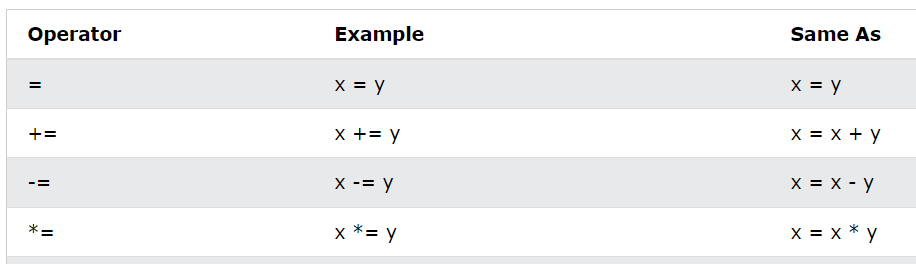 Operator Example Same As
= x = y x = y
+= x += y x = x + y
-= x -= y x = x - y
*= x *= y x = x * y